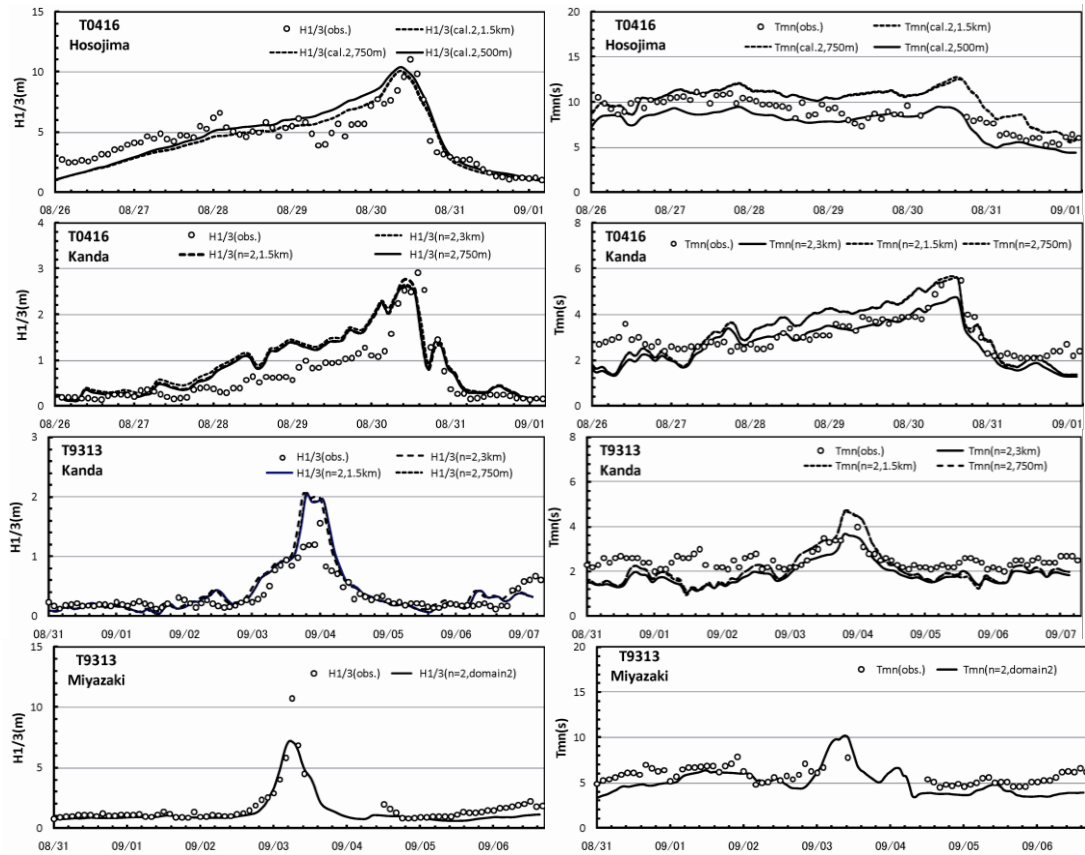 T0416
Hosojima
H1/3(obs.)
H1/3(cal.2,1.5km)
H1/3(cal.2,750m)
H1/3(cal.2,500m)
H1/3(m)
15
10
5
0
08/26 08/27 08/28 08/29 08/30 08/31 09/01
T0416
Hosojima
Tmn(obs.)
Tmn(cal.2,1.5km)
Tmn(cal.2,750m)
Tmn(cal.2,500m)
Tmn(s)
20
15
10
5
0
08/26 08/27 08/28 08/29 08/30 08/31 09/01
T0416
Kanda
H1/3(obs.)
H1/3(n=2,3km)
H1/3(n=2,1.5km)
H1/3(n=2,750m)
H1/3(m)
4
3
2
1
0
08/26 08/27 08/28 08/29 08/30 08/31 09/01
T0416
Kanda
Tmn(obs.)
Tmn(n=2,3km)
Tmn(n=2,1.5km)
Tmn(n=2,750m)
Tmn(s)
8
6
4
2
0
08/26 08/27 08/28 08/29 08/30 08/31 09/01
T9313
Kanda
H1/3(obs.)
H1/3(n=2,3km)
H1/3(n=2,1.5km)
H1/3(n=2,750m)
H1/3(m)
3
2
1
0
08/31 09/01 09/02 09/03 09/04 09/05 09/06 09/07
T9313
Kanda
Tmn(obs.)
Tmn(n=2,3km)
Tmn(n=2,1.5km)
Tmn(n=2,750m)
Tmn(s)
8
6
4
2
0
08/31 09/01 09/02 09/03 09/04 09/05 09/06 09/07
T9313
Miyazaki
H1/3(obs.)
H1/3(n=2,domain2)
H1/3(m)
15
10
5
0
08/31 09/01 09/02 09/03 09/04 09/05 09/06
T9313
Miyazaki
Tmn(obs.)
Tmn(n=2,domain2)
Tmn(s)
20
15
10
5
0
08/31 09/01 09/02 09/03 09/04 09/05 09/06